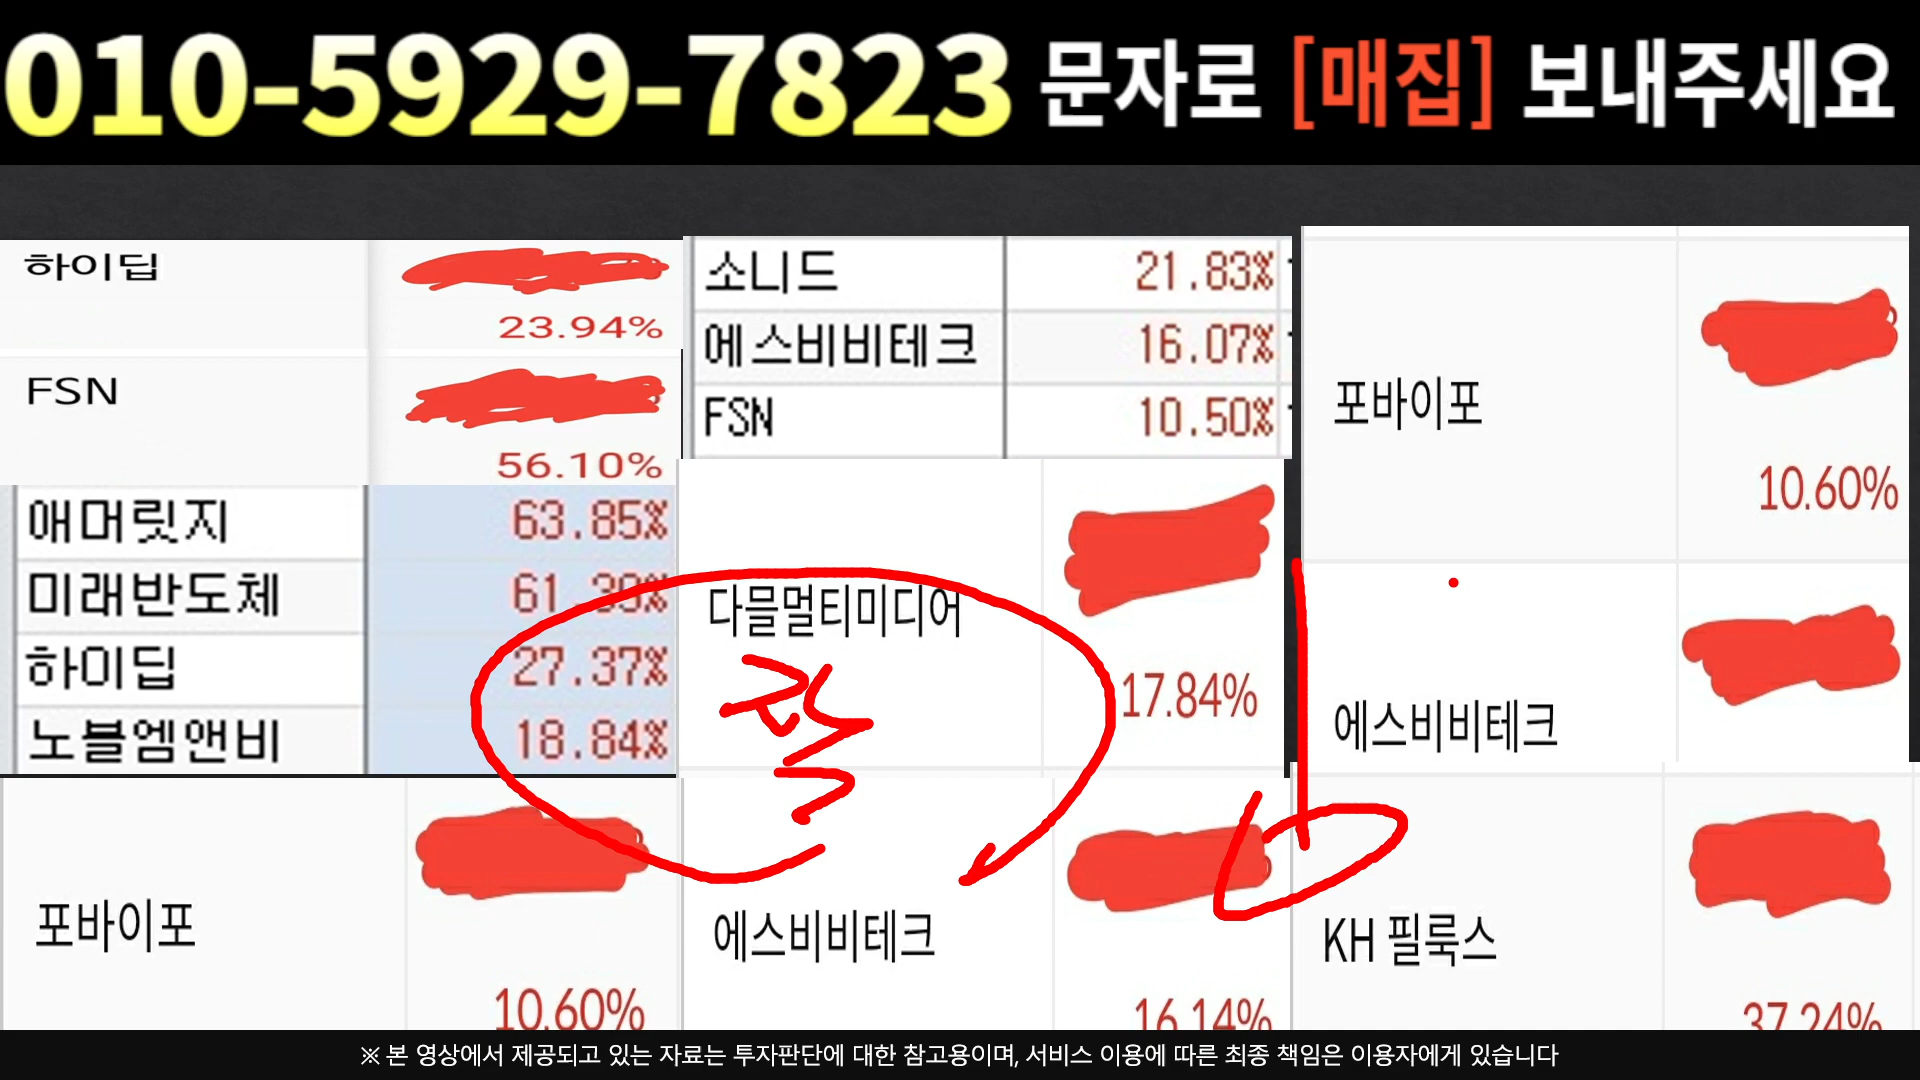 010-5929-7823 문자로 [매집] 보내주세요
하이딥
23.94%
FSN
56.10%
애머릿지 63.85%
미래반도체 61.39%
하이딥 27.37%
노블엠앤비 18.84%
소니드 21.83%
에스비비테크 16.07%
FSN 10.50%
다믈멀티미디어
17.84%
포바이포
10.60%
에스비비테크
포바이포
10.60%
에스비비테크
16.14%
KH 필룩스
37.24%
※ 본 영상에서 제공되고 있는 자료는 투자판단에 대한 참고용이며, 서비스 이용에 따른 최종 책임은 이용자에게 있습니다